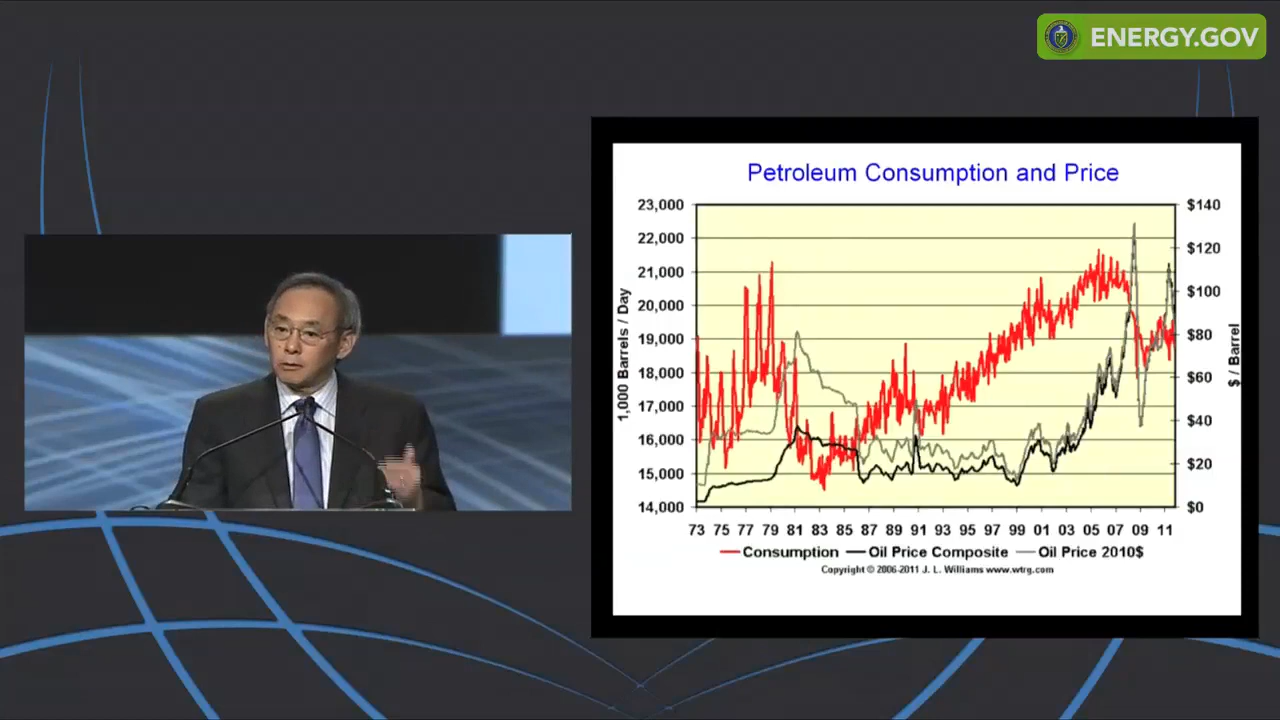 ENERGY.GOV
Petroleum Consumption and Price
23,000
22,000
21,000
20,000
19,000
18,000
17,000
16,000
15,000
14,000
1,000 Barrels / Day
$140
$120
$100
$80
$60
$40
$20
$0
$ / Barrel
73 75 77 79 81 83 85 87 89 91 93 95 97 99 01 03 05 07 09 11
Consumption Oil Price Composite Oil Price 2010$
Copyright © 2006-2011 J. L. Williams www.wtrg.com